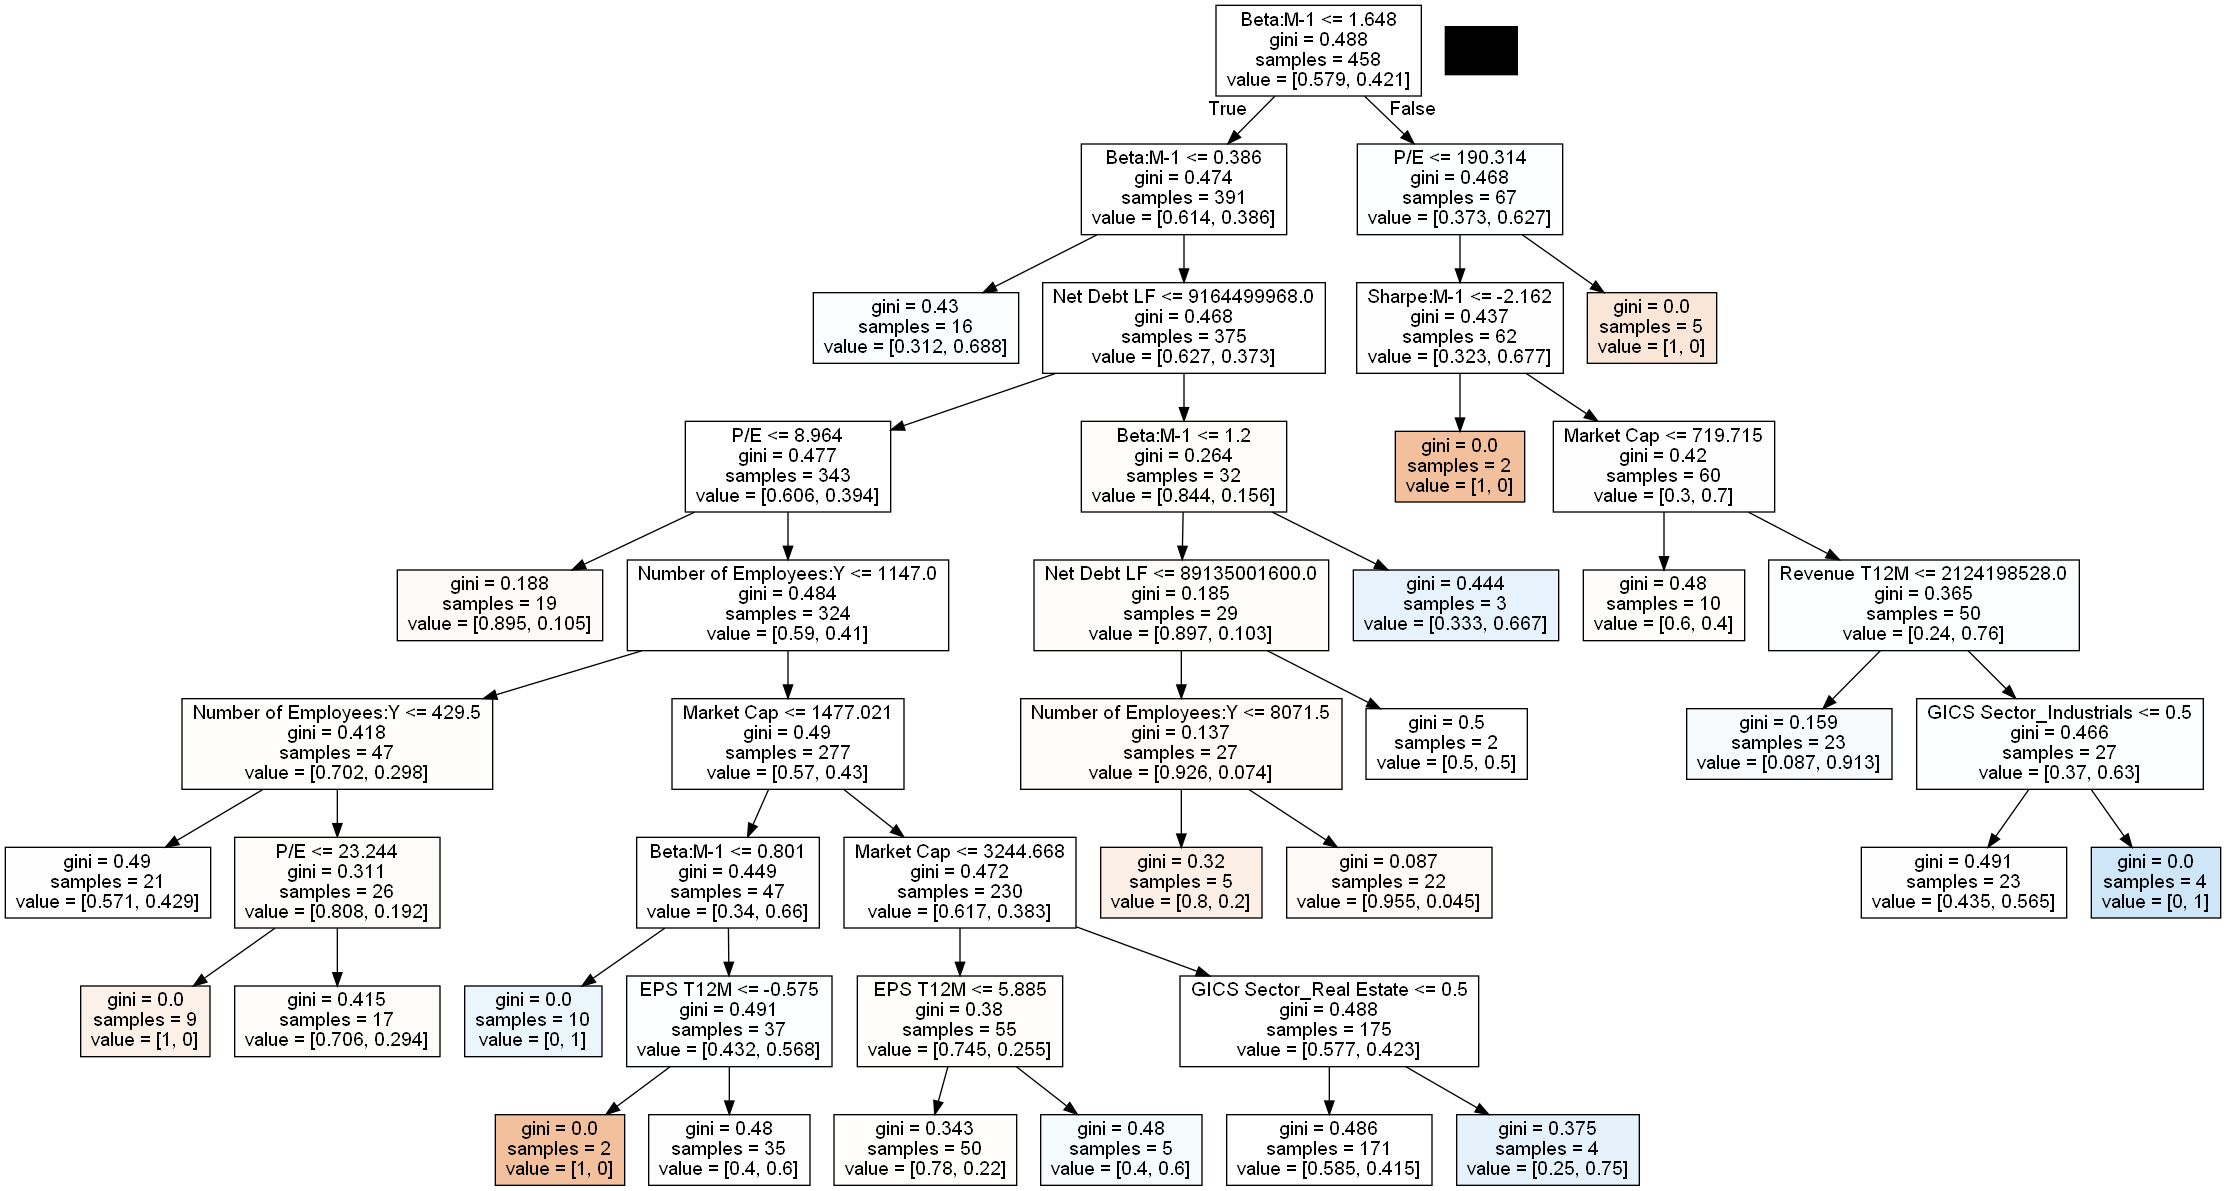 Beta:M-1 <= 1.648
gini = 0.488
samples = 458
value = [0.579, 0.421]
True
False
Beta:M-1 <= 0.386
gini = 0.474
samples = 391
value = [0.614, 0.386]
P/E <= 190.314
gini = 0.468
samples = 67
value = [0.373, 0.627]
gini = 0.43
samples = 16
value = [0.312, 0.688]
Net Debt LF <= 9164499968.0
gini = 0.468
samples = 375
value = [0.627, 0.373]
Sharpe:M-1 <= -2.162
gini = 0.437
samples = 62
value = [0.323, 0.677]
gini = 0.0
samples = 5
value = [1, 0]
P/E <= 8.964
gini = 0.477
samples = 343
value = [0.606, 0.394]
Beta:M-1 <= 1.2
gini = 0.264
samples = 32
value = [0.844, 0.156]
gini = 0.0
samples = 2
value = [1, 0]
Market Cap <= 719.715
gini = 0.42
samples = 60
value = [0.3, 0.7]
gini = 0.188
samples = 19
value = [0.895, 0.105]
Number of Employees:Y <= 1147.0
gini = 0.484
samples = 324
value = [0.59, 0.41]
Net Debt LF <= 89135001600.0
gini = 0.185
samples = 29
value = [0.897, 0.103]
gini = 0.444
samples = 3
value = [0.333, 0.667]
gini = 0.48
samples = 10
value = [0.6, 0.4]
Revenue T12M <= 2124198528.0
gini = 0.365
samples = 50
value = [0.24, 0.76]
Number of Employees:Y <= 429.5
gini = 0.418
samples = 47
value = [0.702, 0.298]
Market Cap <= 1477.021
gini = 0.49
samples = 277
value = [0.57, 0.43]
Number of Employees:Y <= 8071.5
gini = 0.137
samples = 27
value = [0.926, 0.074]
gini = 0.5
samples = 2
value = [0.5, 0.5]
gini = 0.159
samples = 23
value = [0.087, 0.913]
GICS Sector_Industrials <= 0.5
gini = 0.466
samples = 27
value = [0.37, 0.63]
gini = 0.49
samples = 21
value = [0.571, 0.429]
P/E <= 23.244
gini = 0.311
samples = 26
value = [0.808, 0.192]
Beta:M-1 <= 0.801
gini = 0.449
samples = 47
value = [0.34, 0.66]
Market Cap <= 3244.668
gini = 0.472
samples = 230
value = [0.617, 0.383]
gini = 0.32
samples = 5
value = [0.8, 0.2]
gini = 0.087
samples = 22
value = [0.955, 0.045]
gini = 0.491
samples = 23
value = [0.435, 0.565]
gini = 0.0
samples = 4
value = [0, 1]
gini = 0.0
samples = 9
value = [1, 0]
gini = 0.415
samples = 17
value = [0.706, 0.294]
gini = 0.0
samples = 10
value = [0, 1]
EPS T12M <= -0.575
gini = 0.491
samples = 37
value = [0.432, 0.568]
EPS T12M <= 5.885
gini = 0.38
samples = 55
value = [0.745, 0.255]
GICS Sector_Real Estate <= 0.5
gini = 0.488
samples = 175
value = [0.577, 0.423]
gini = 0.0
samples = 2
value = [1, 0]
gini = 0.48
samples = 35
value = [0.4, 0.6]
gini = 0.343
samples = 50
value = [0.78, 0.22]
gini = 0.48
samples = 5
value = [0.4, 0.6]
gini = 0.486
samples = 171
value = [0.585, 0.415]
gini = 0.375
samples = 4
value = [0.25, 0.75]